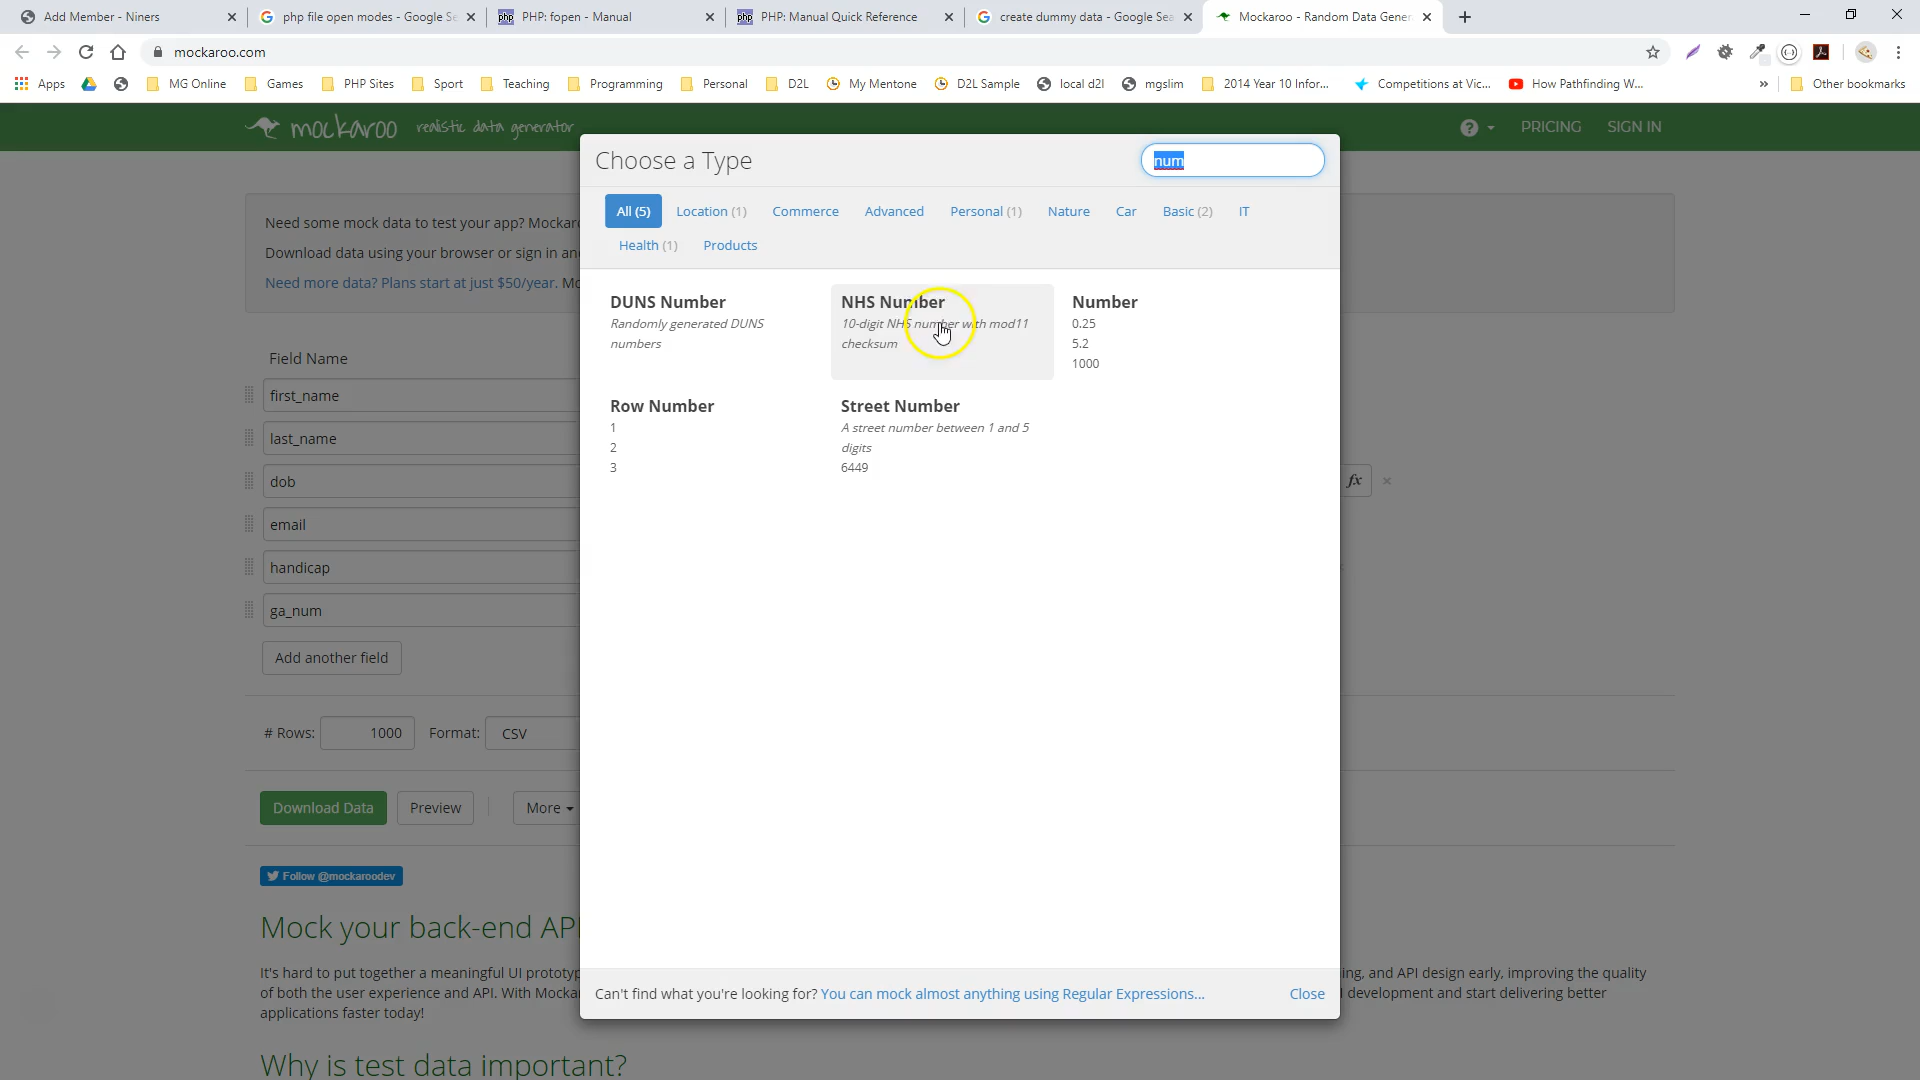 Add Member - Niners
php file open modes - Google Se
PHP: fopen - Manual
PHP: Manual Quick Reference
create dummy data - Google Sea
Mockaroo - Random Data Gener
mockaroo.com
Apps
MG Online
Games
PHP Sites
Sport
Teaching
Programming
Personal
D2L
My Mentone
D2L Sample
local d2l
mgslim
2014 Year 10 Infor...
Competitions at Vic...
How Pathfinding W...
»
Other bookmarks
mockaroo realistic data generator
PRICING
SIGN IN
Choose a Type
num
All (5)
Location (1)
Commerce
Advanced
Personal (1)
Nature
Car
Basic (2)
IT
Health (1)
Products
Need some mock data to test your app? Mockar
Download data using your browser or sign in an
Need more data? Plans start at just $50/year. Mo
DUNS Number
Randomly generated DUNS
numbers
NHS Number
10-digit NHS number with mod11
checksum
Number
0.25
5.2
1000
Row Number
1
2
3
Street Number
A street number between 1 and 5
digits
6449
Field Name
first_name
last_name
dob
fx
email
handicap
ga_num
Add another field
# Rows:
1000
Format:
CSV
Download Data
Preview
More
Follow @mockaroodev
Mock your back-end API
It's hard to put together a meaningful UI prototyp
ing, and API design early, improving the quality
of both the user experience and API. With Mocka
development and start delivering better
applications faster today!
Can't find what you're looking for? You can mock almost anything using Regular Expressions...
Close
Why is test data important?